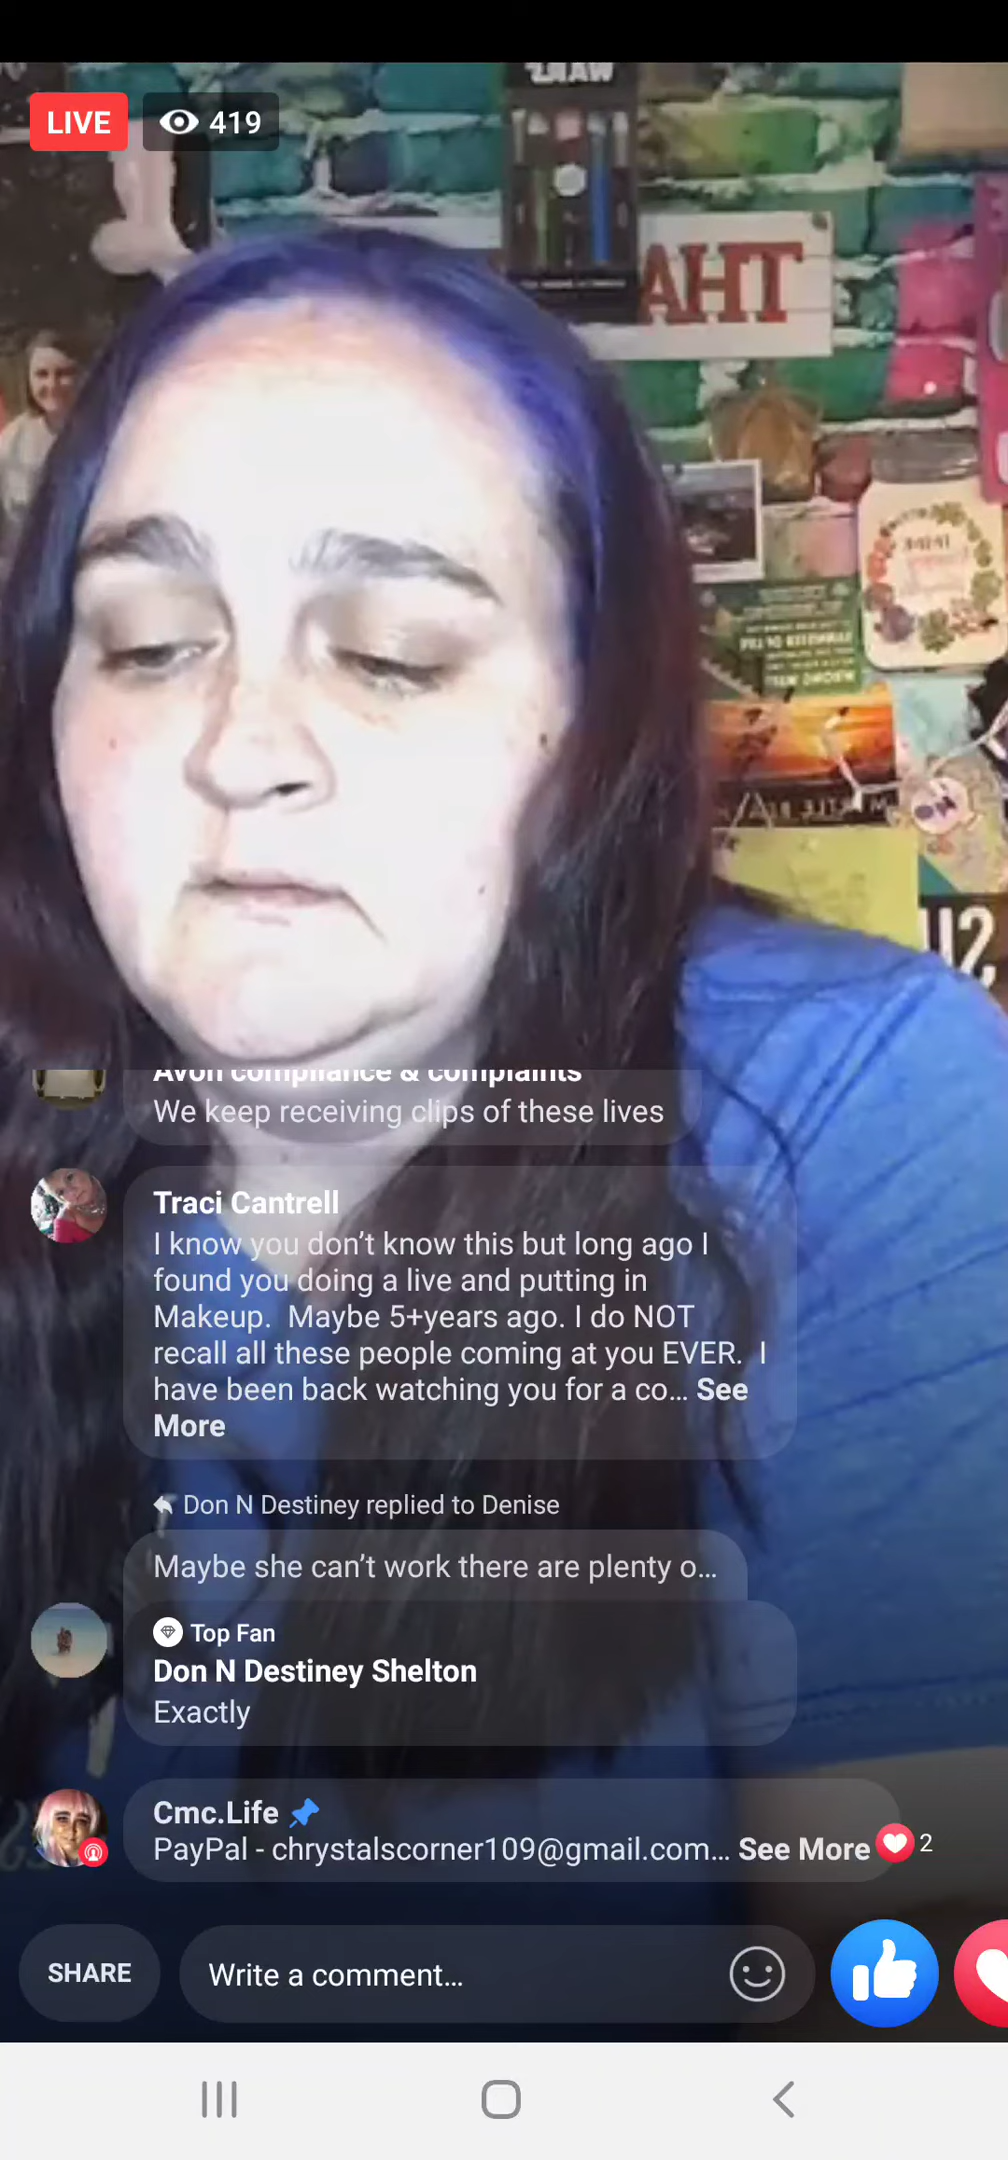 LIVE
419
AHT
Avon compliance & complaints
We keep receiving clips of these lives
Traci Cantrell
I know you don't know this but long ago I
found you doing a live and putting in
Makeup.  Maybe 5+years ago. I do NOT
recall all these people coming at you EVER.  I
have been back watching you for a co... See
More
Don N Destiney replied to Denise
Maybe she can't work there are plenty o...
Top Fan
Don N Destiney Shelton
Exactly
Cmc.Life
PayPal - chrystalscorner109@gmail.com... See More
2
SHARE
Write a comment...